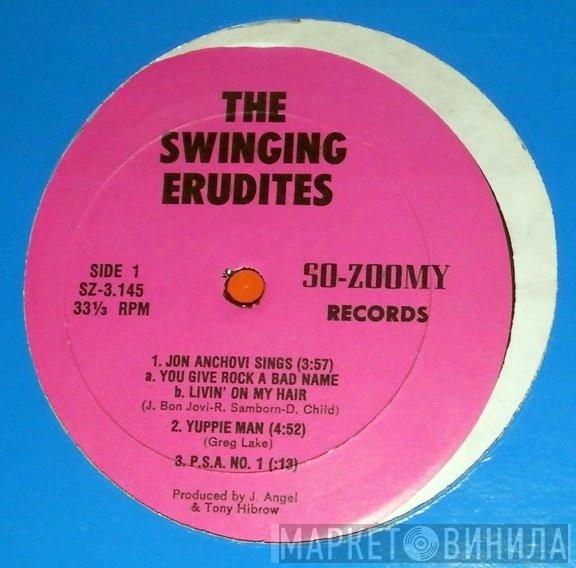 THE
SWINGING
ERUDITES
SIDE 1
SZ-3.145
33⅓ RPM
SO-ZOOMY
RECORDS
1. JON ANCHOVI SINGS (3:57)
a. YOU GIVE ROCK A BAD NAME
b. LIVIN' ON MY HAIR
(J. Bon Jovi-R. Samborn-D. Child)
2. YUPPIE MAN (4:52)
(Greg Lake)
3. P.S.A. NO. 1 (:13)
Produced by J. Angel
& Tony Hibrow
МАРКЕТ ВИНИЛА